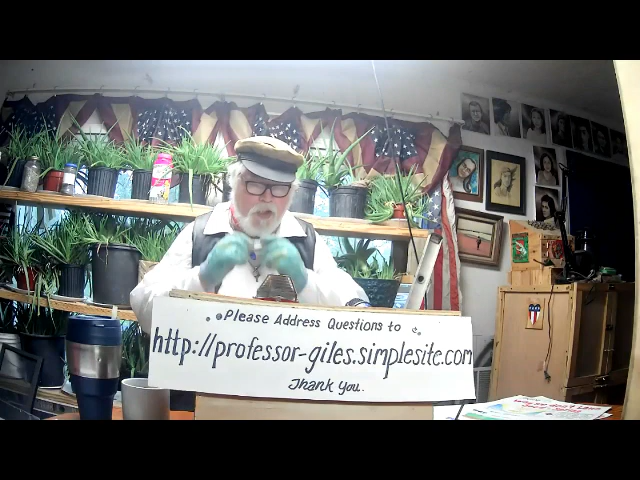 Please Address Questions to
http://professor-giles.simplesite.com
Thank you.